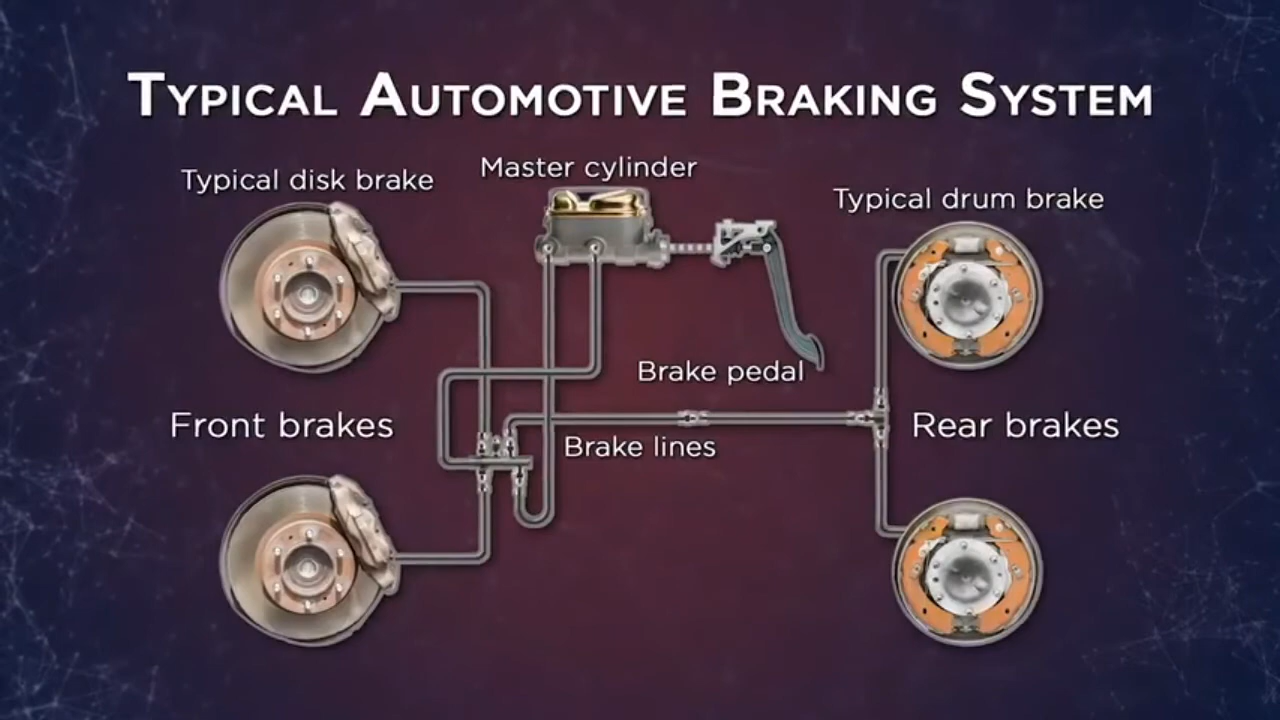 TYPICAL AUTOMOTIVE BRAKING SYSTEM
Typical disk brake
Master cylinder
Typical drum brake
Brake pedal
Front brakes
Rear brakes
Brake lines